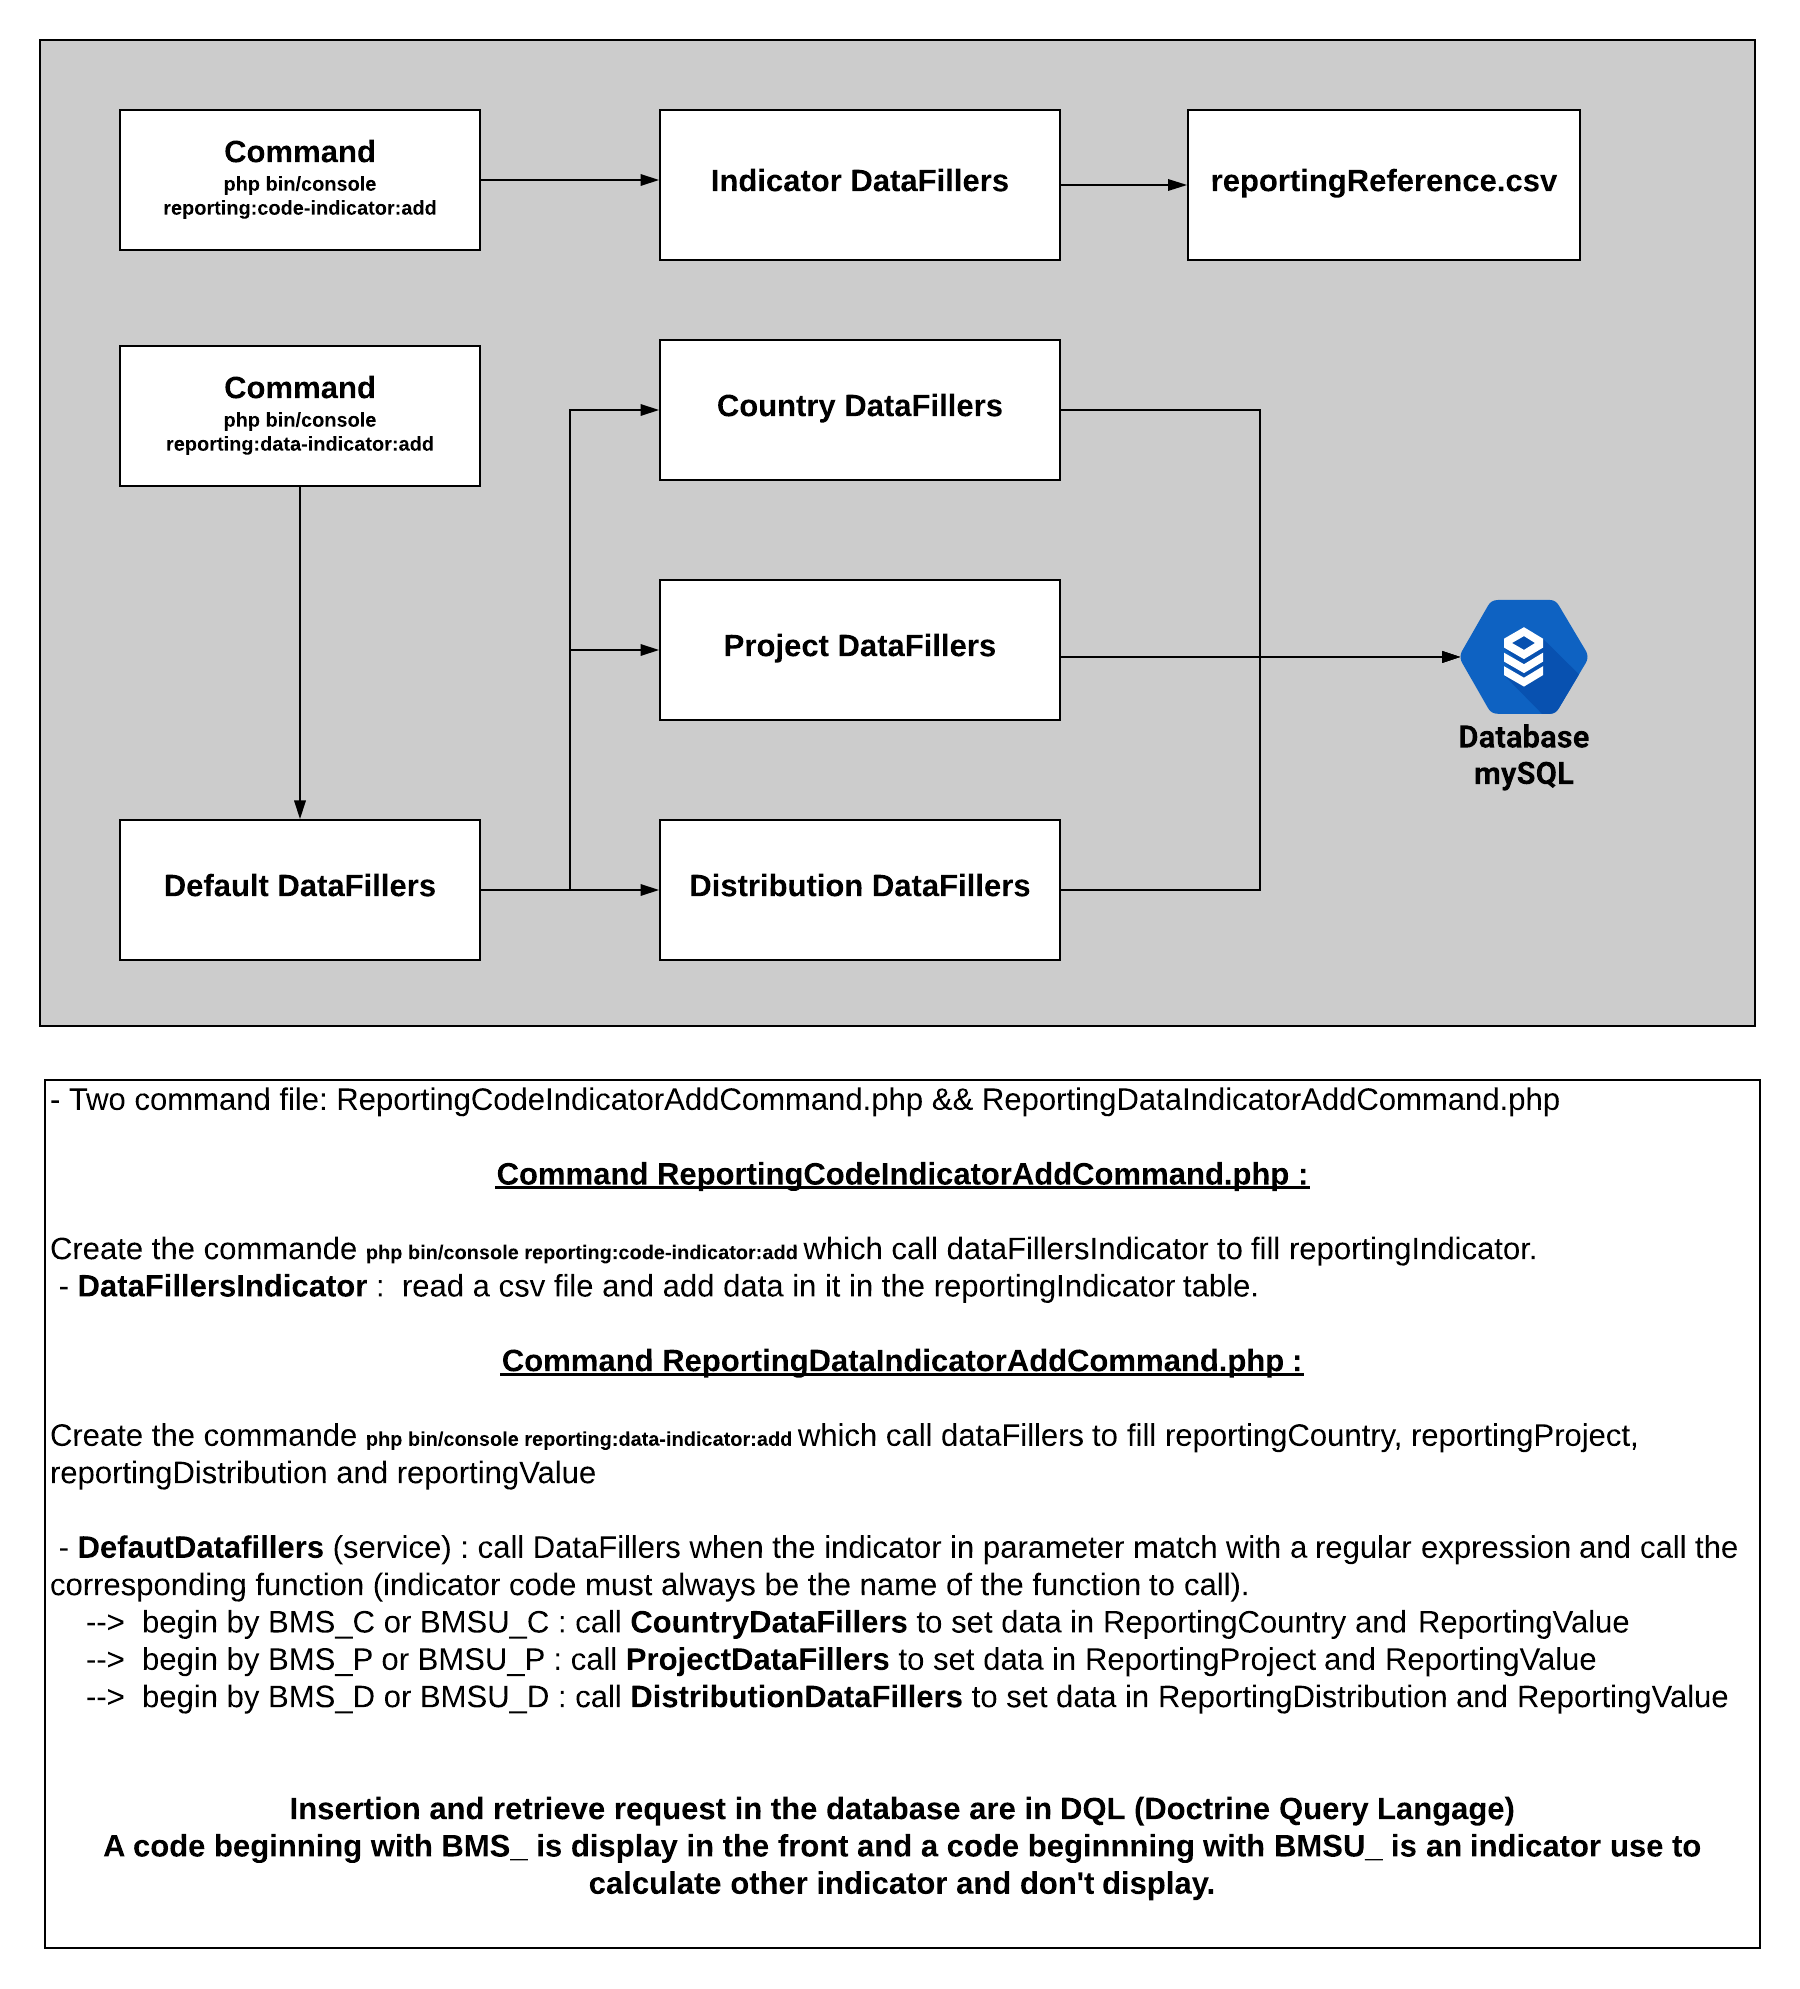 Command
php bin/console
reporting:code-indicator:add
Indicator DataFillers
reportingReference.csv
Command
php bin/console
reporting:data-indicator:add
Country DataFillers
Project DataFillers
Database
mySQL
Default DataFillers
Distribution DataFillers
- Two command file: ReportingCodeIndicatorAddCommand.php && ReportingDataIndicatorAddCommand.php
Command ReportingCodeIndicatorAddCommand.php :
Create the commande php bin/console reporting:code-indicator:add which call dataFillersIndicator to fill reportingIndicator.
- DataFillersIndicator :  read a csv file and add data in it in the reportingIndicator table.
Command ReportingDataIndicatorAddCommand.php :
Create the commande php bin/console reporting:data-indicator:add which call dataFillers to fill reportingCountry, reportingProject,
reportingDistribution and reportingValue
- DefautDatafillers (service) : call DataFillers when the indicator in parameter match with a regular expression and call the
corresponding function (indicator code must always be the name of the function to call).
-->  begin by BMS_C or BMSU_C : call CountryDataFillers to set data in ReportingCountry and ReportingValue
-->  begin by BMS_P or BMSU_P : call ProjectDataFillers to set data in ReportingProject and ReportingValue
-->  begin by BMS_D or BMSU_D : call DistributionDataFillers to set data in ReportingDistribution and ReportingValue
Insertion and retrieve request in the database are in DQL (Doctrine Query Langage)
A code beginning with BMS_ is display in the front and a code beginnning with BMSU_ is an indicator use to
calculate other indicator and don't display.